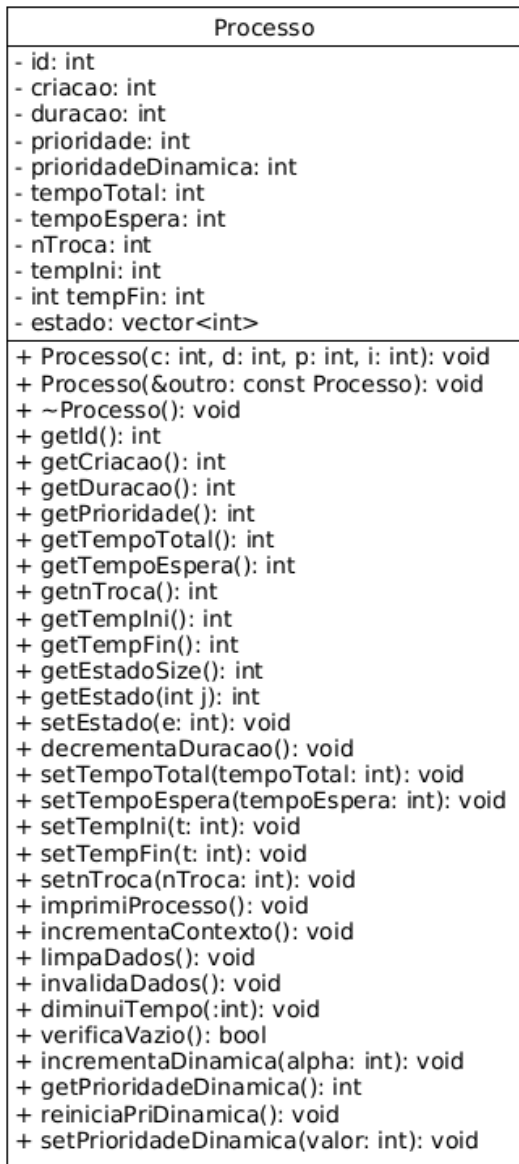 Processo
- id: int
- criacao: int
- duracao: int
- prioridade: int
- prioridadeDinamica: int
- tempoTotal: int
- tempoEspera: int
- nTroca: int
- tempIni: int
- int tempFin: int
- estado: vector<int>
+ Processo(c: int, d: int, p: int, i: int): void
+ Processo(&outro: const Processo): void
+ ~Processo(): void
+ getId(): int
+ getCriacao(): int
+ getDuracao(): int
+ getPrioridade(): int
+ getTempoTotal(): int
+ getTempoEspera(): int
+ getnTroca(): int
+ getTempIni(): int
+ getTempFin(): int
+ getEstadoSize(): int
+ getEstado(int j): int
+ setEstado(e: int): void
+ decrementaDuracao(): void
+ setTempoTotal(tempoTotal: int): void
+ setTempoEspera(tempoEspera: int): void
+ setTempIni(t: int): void
+ setTempFin(t: int): void
+ setnTroca(nTroca: int): void
+ imprimiProcesso(): void
+ incrementaContexto(): void
+ limpaDados(): void
+ invalidaDados(): void
+ diminuiTempo(:int): void
+ verificaVazio(): bool
+ incrementaDinamica(alpha: int): void
+ getPrioridadeDinamica(): int
+ reiniciaPriDinamica(): void
+ setPrioridadeDinamica(valor: int): void